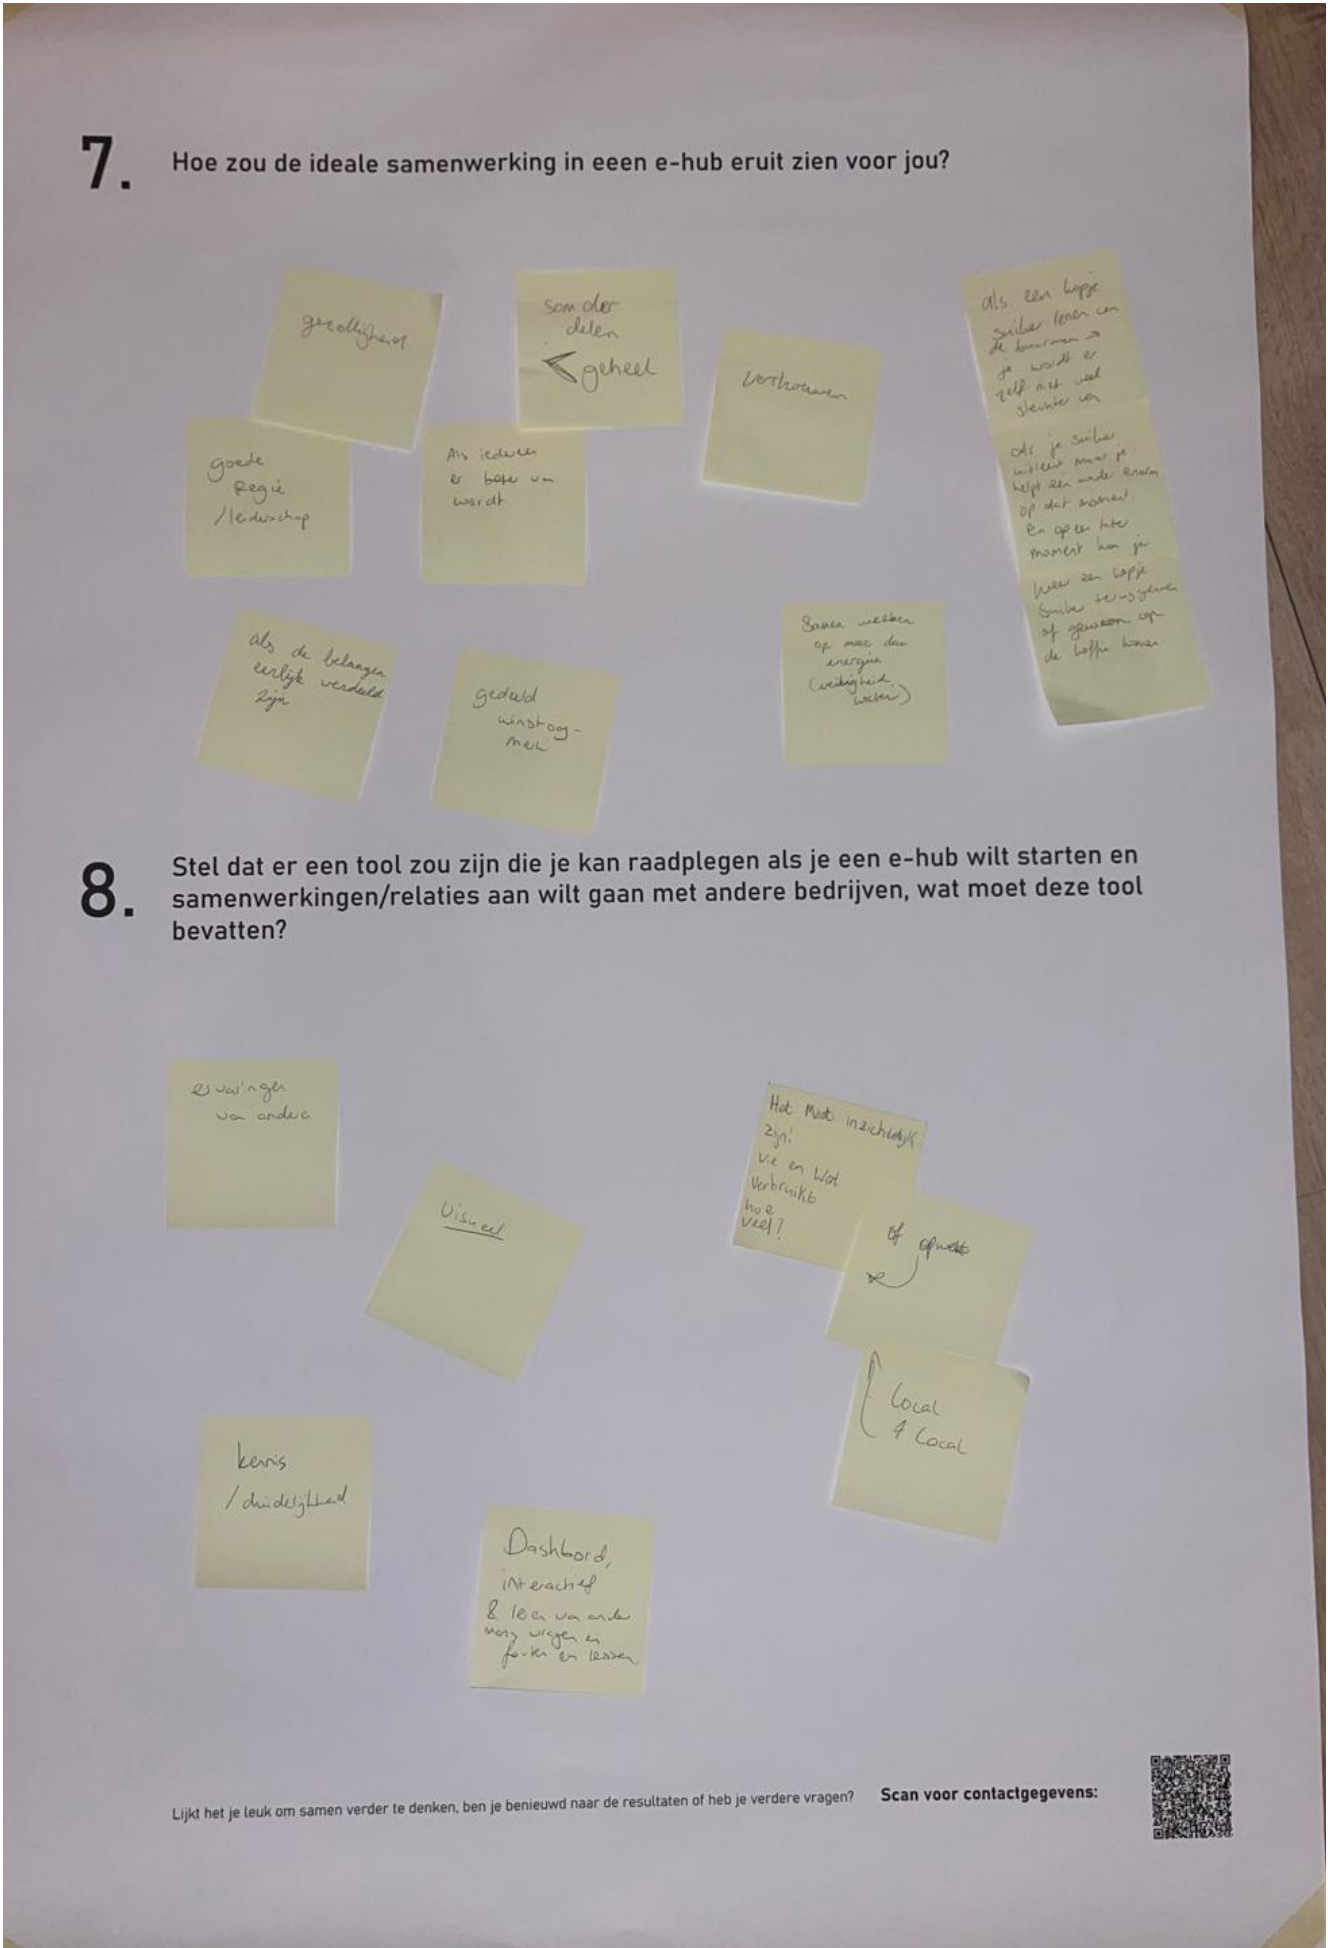 7.
Hoe zou de ideale samenwerking in eeen e-hub eruit zien voor jou?
gezelligheid
som der
delen
< geheel
vertrouwen
als een kopje
suiker lenen van
de buurman →
je wordt er
zelf niet veel
slechter van
als je suiker
uitleent maar je
helpt een ander enorm
op dat moment.
En op een later
moment kan je
weer een kopje
suiker teruggeven
of gewoon op
de koffie komen
goede
Regie
/leiderschap
Als iedereen
er beter van
wordt
als de belangen
eerlijk verdeeld
zijn
gedeeld
winstoog-
merk
Samen werken
op meer dan
energie
(veiligheid
water)
8.
Stel dat er een tool zou zijn die je kan raadplegen als je een e-hub wilt starten en
samenwerkingen/relaties aan wilt gaan met andere bedrijven, wat moet deze tool
bevatten?
ervaringen
van andere
Visueel
Het Moet inzichtelijk
zijn!
Wie en Wat
Verbruikt
hoe
veel?
of opwekt
Local
4 Local
kennis
/duidelijkheid
Dashbord,
interactief
& leer van ander
vragen en
fouten en lessen
Lijkt het je leuk om samen verder te denken, ben je benieuwd naar de resultaten of heb je verdere vragen? Scan voor contactgegevens: